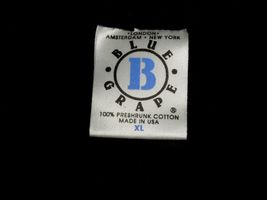 •LONDON•
AMSTERDAM • NEW YORK
BLUE
B
GRAPE
®
100% PRESHRUNK COTTON
MADE IN USA
XL